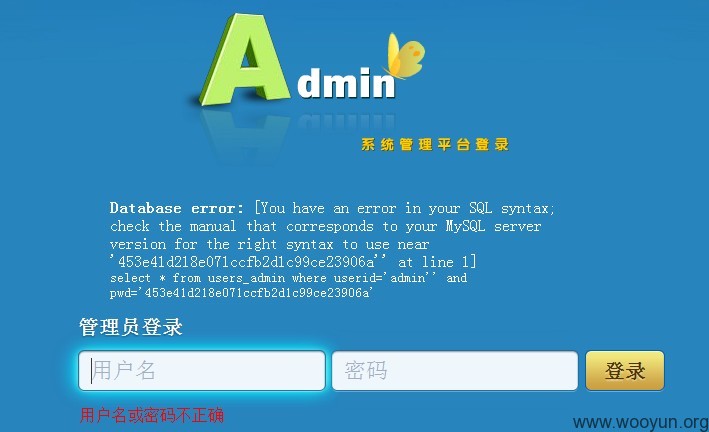 Admin
系统管理平台登录
Database error: [You have an error in your SQL syntax;
check the manual that corresponds to your MySQL server
version for the right syntax to use near
'453e41d218e071ccfb2d1c99ce23906a'' at line 1]
select * from users_admin where userid='admin'' and
pwd='453e41d218e071ccfb2d1c99ce23906a'
管理员登录
用户名 密码 登录
用户名或密码不正确
www.wooyun.org